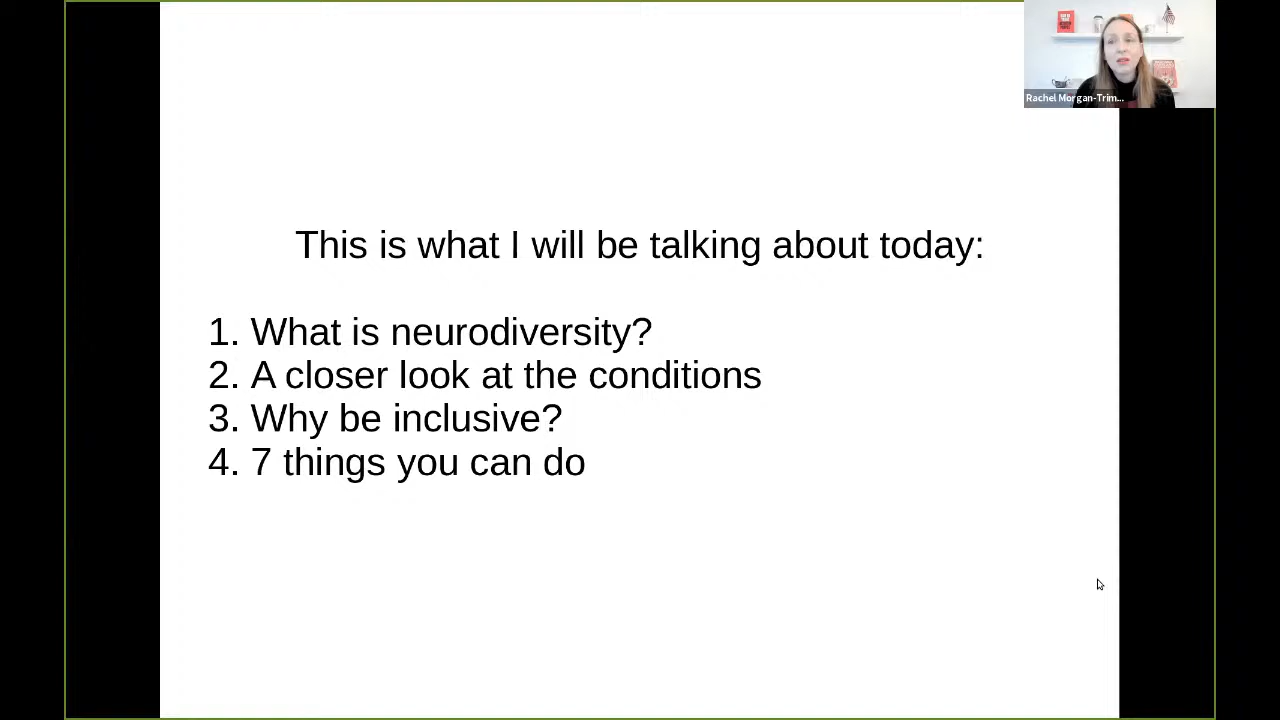 Rachel Morgan-Trim...
This is what I will be talking about today:
1. What is neurodiversity?
2. A closer look at the conditions
3. Why be inclusive?
4. 7 things you can do